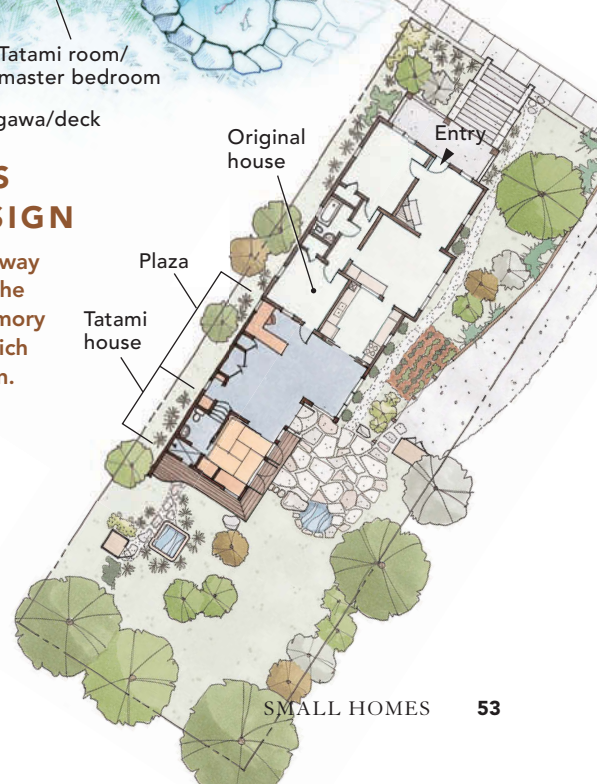 Tatami room/
master bedroom
gawa/deck
S
SIGN
way
he
mory
ich
n.
Original
house
Entry
Plaza
Tatami
house
SMALL HOMES 53